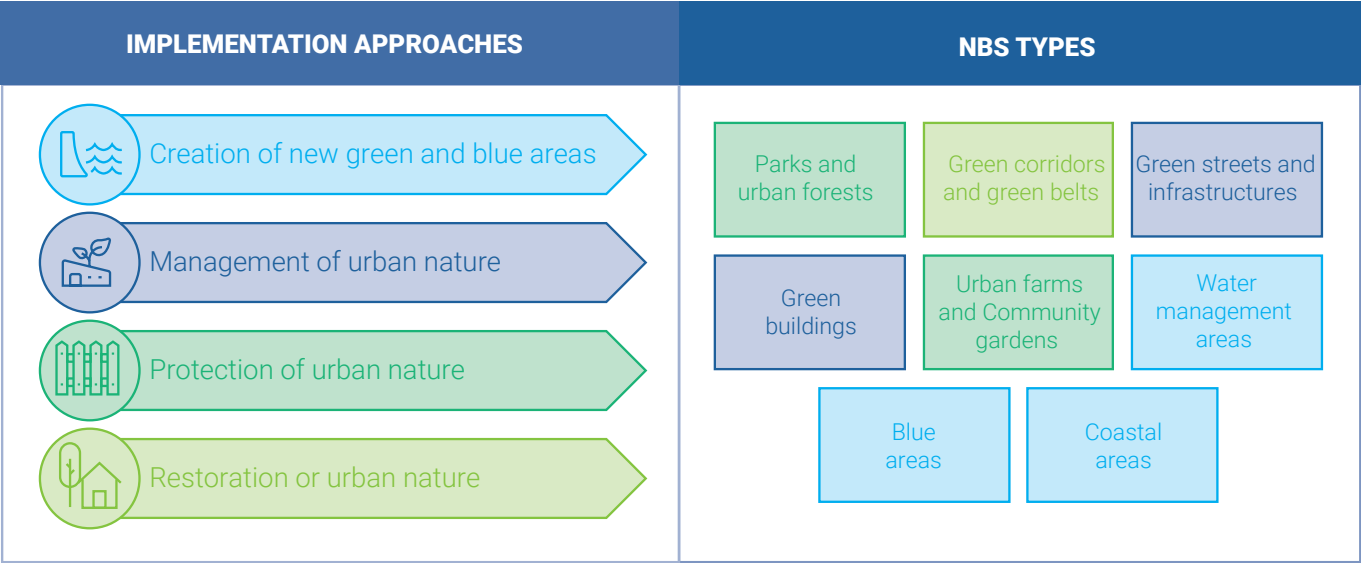 IMPLEMENTATION APPROACHES
Creation of new green and blue areas
Management of urban nature
Protection of urban nature
Restoration or urban nature
NBS TYPES
Parks and
urban forests
Green corridors
and green belts
Green streets and
infrastructures
Green
buildings
Urban farms
and Community
gardens
Water
management
areas
Blue
areas
Coastal
areas